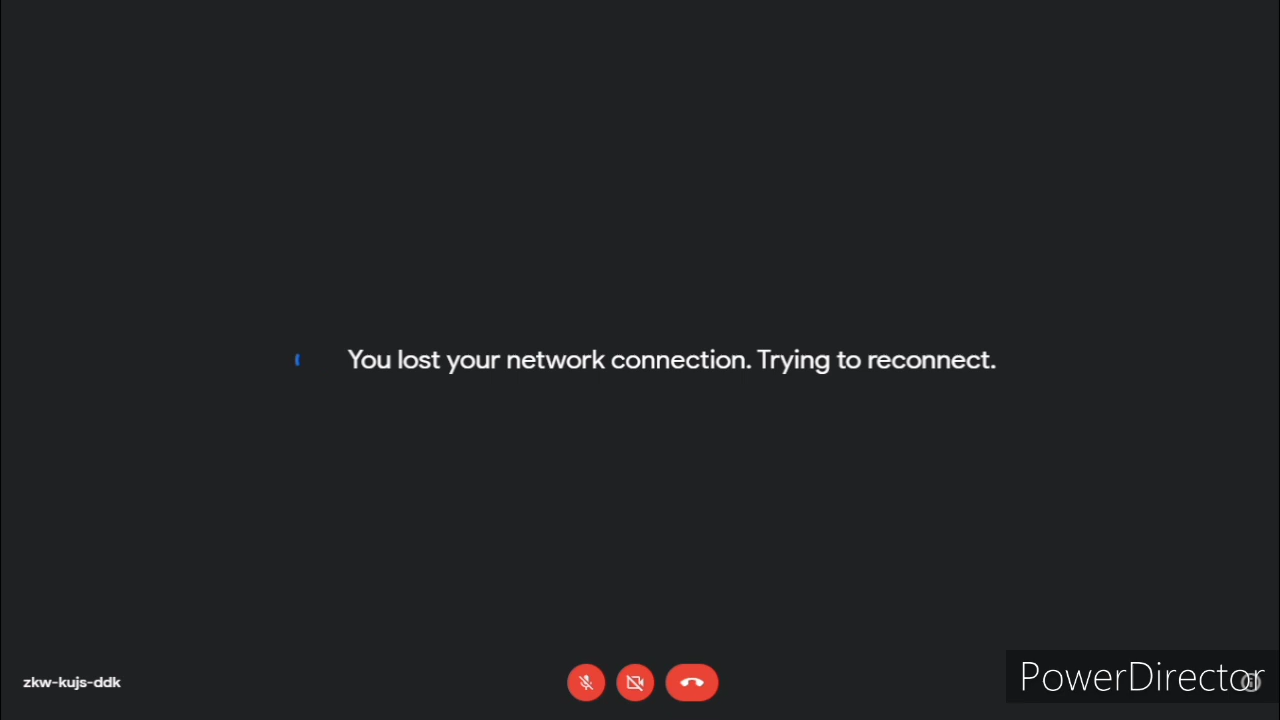 You lost your network connection. Trying to reconnect.
zkw-kujs-ddk
PowerDirector